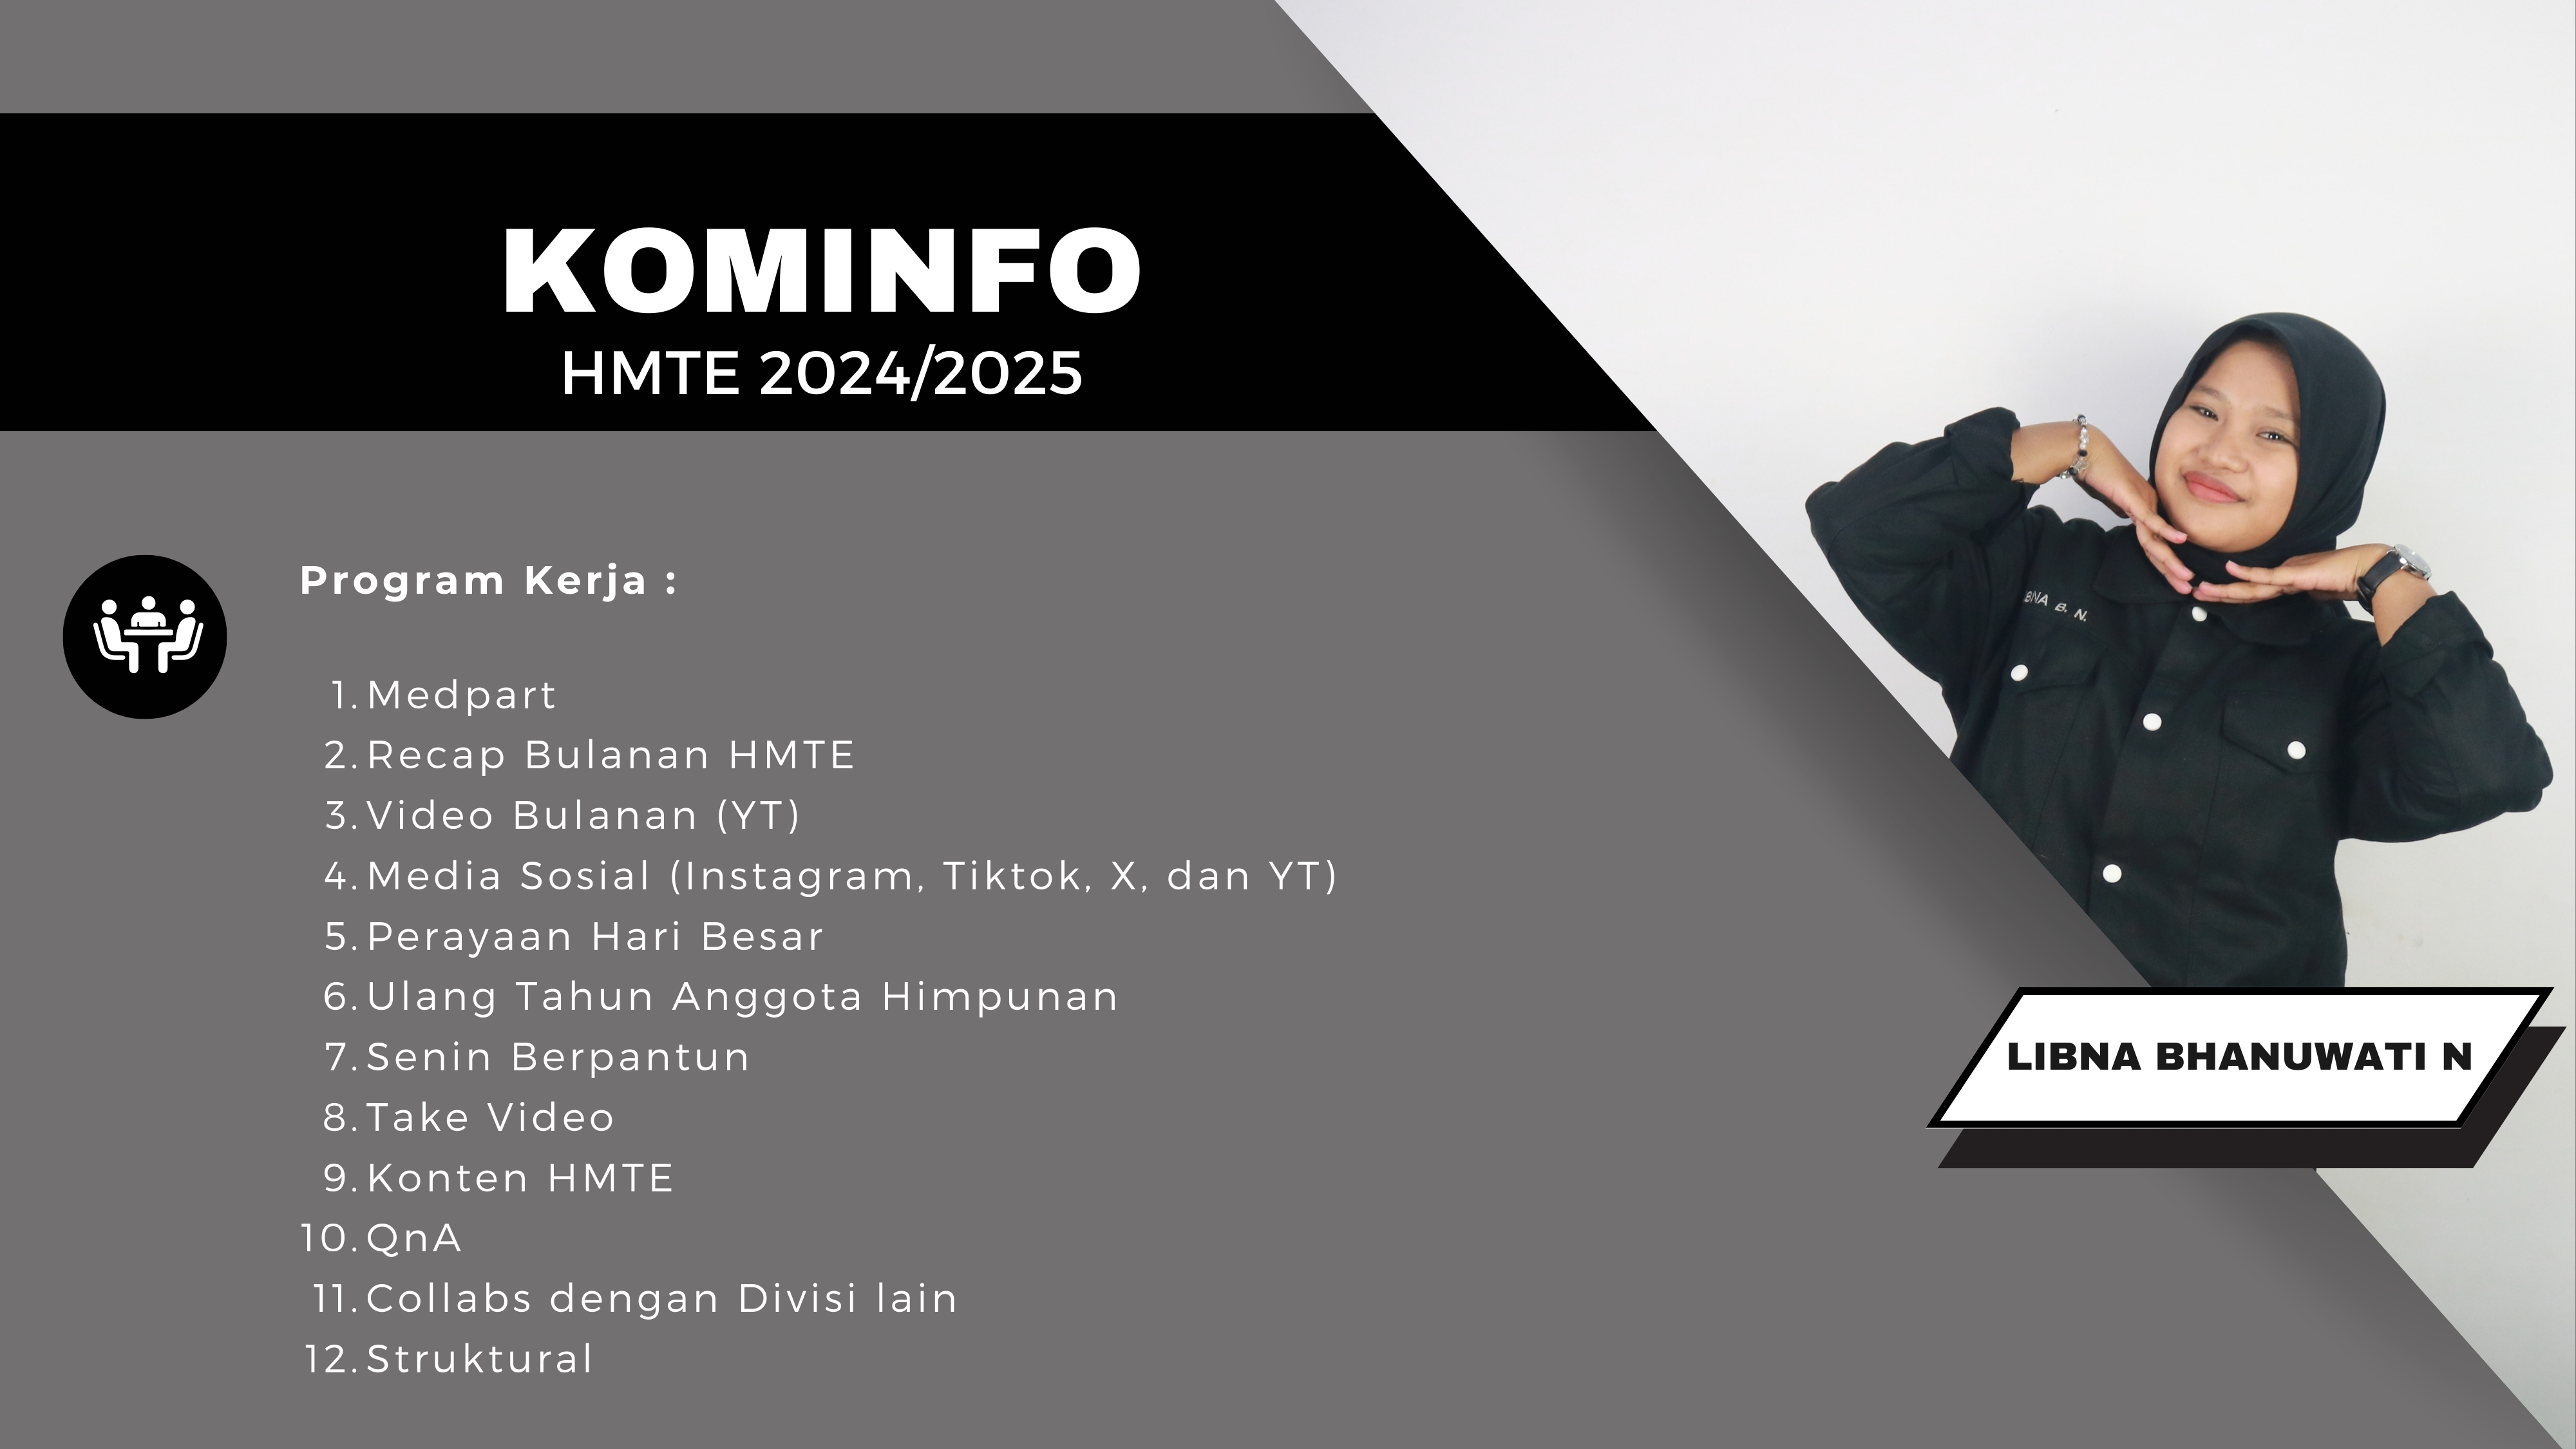 KOMINFO
HMTE 2024/2025
Program Kerja :
1. Medpart
2. Recap Bulanan HMTE
3. Video Bulanan (YT)
4. Media Sosial (Instagram, Tiktok, X, dan YT)
5. Perayaan Hari Besar
6. Ulang Tahun Anggota Himpunan
7. Senin Berpantun
8. Take Video
9. Konten HMTE
10. QnA
11. Collabs dengan Divisi lain
12. Struktural
BNA B. N.
LIBNA BHANUWATI N